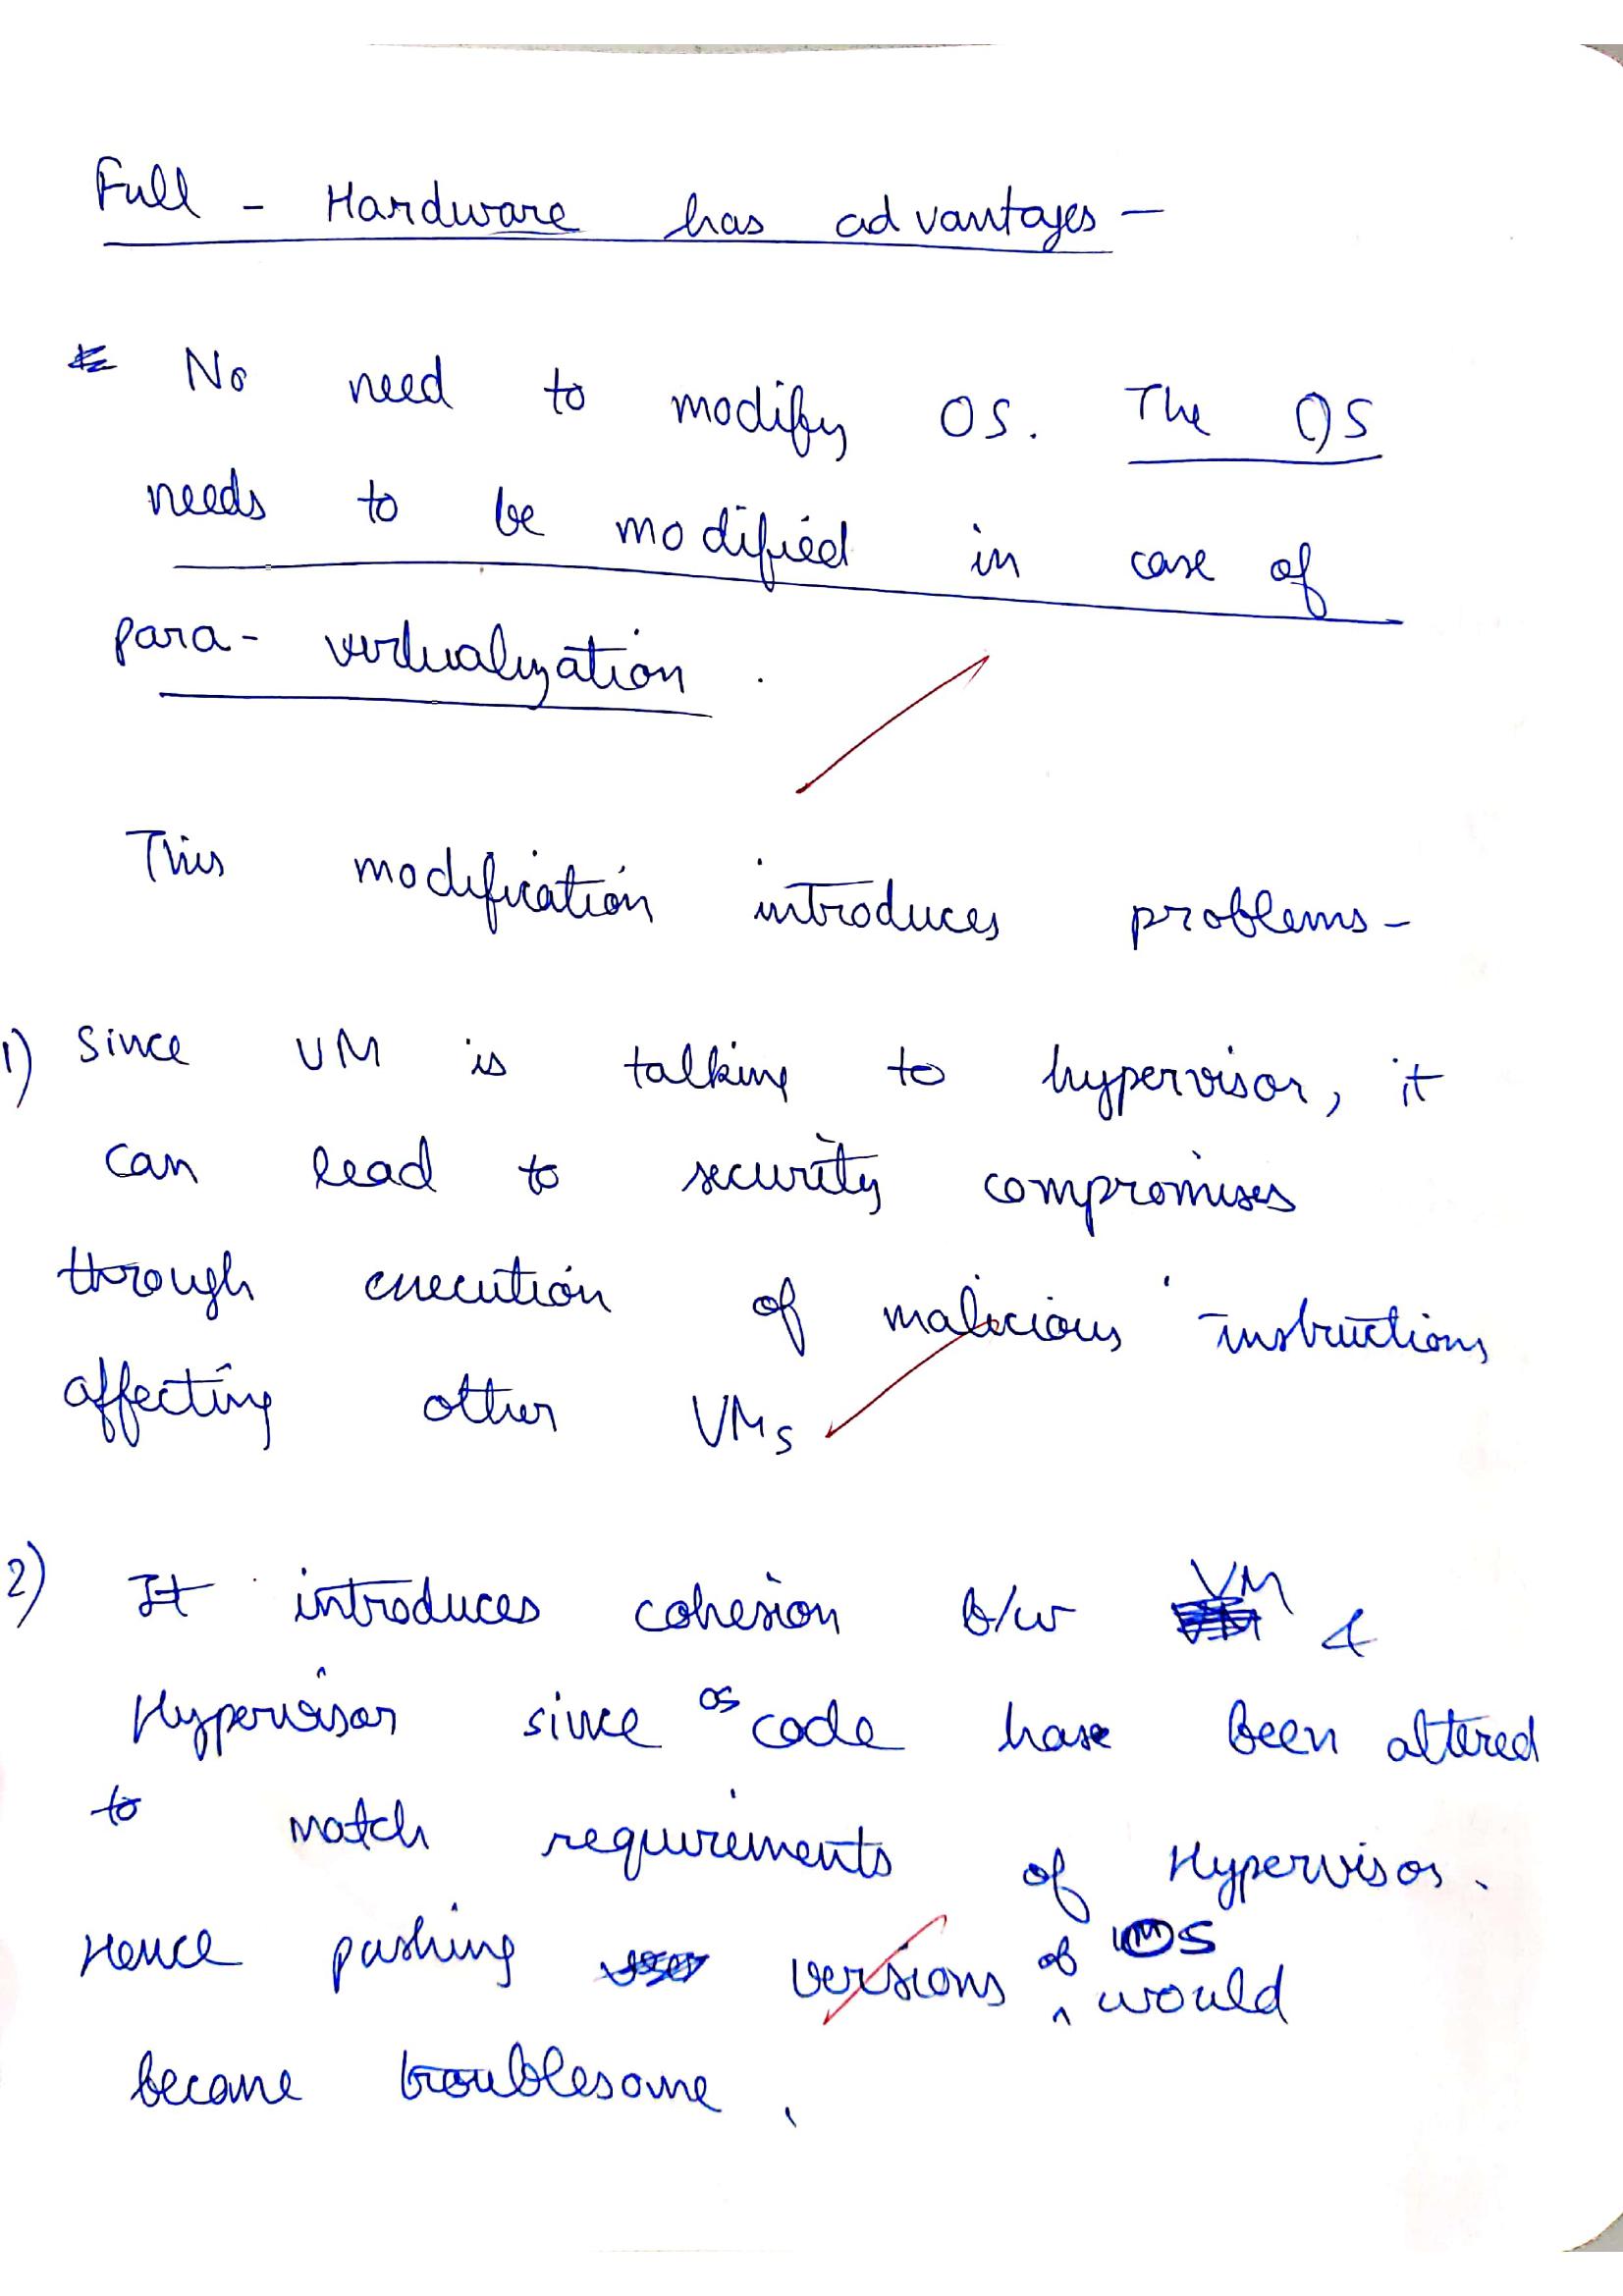 Full - Hardware has advantages -
* No need to modify OS. The OS
needs to be modified in case of
para- virtualization .
This modification introduces problems -
1) Since VM is talking to hypervisor, it
can lead to security compromises
through execution of malicious instructions
affecting other VMs
2) It introduces cohesion b/w VM &
Hypervisor since OS code have been altered
to match requirements of Hypervisor.
Hence pushing versions of OS would
become troublesome.